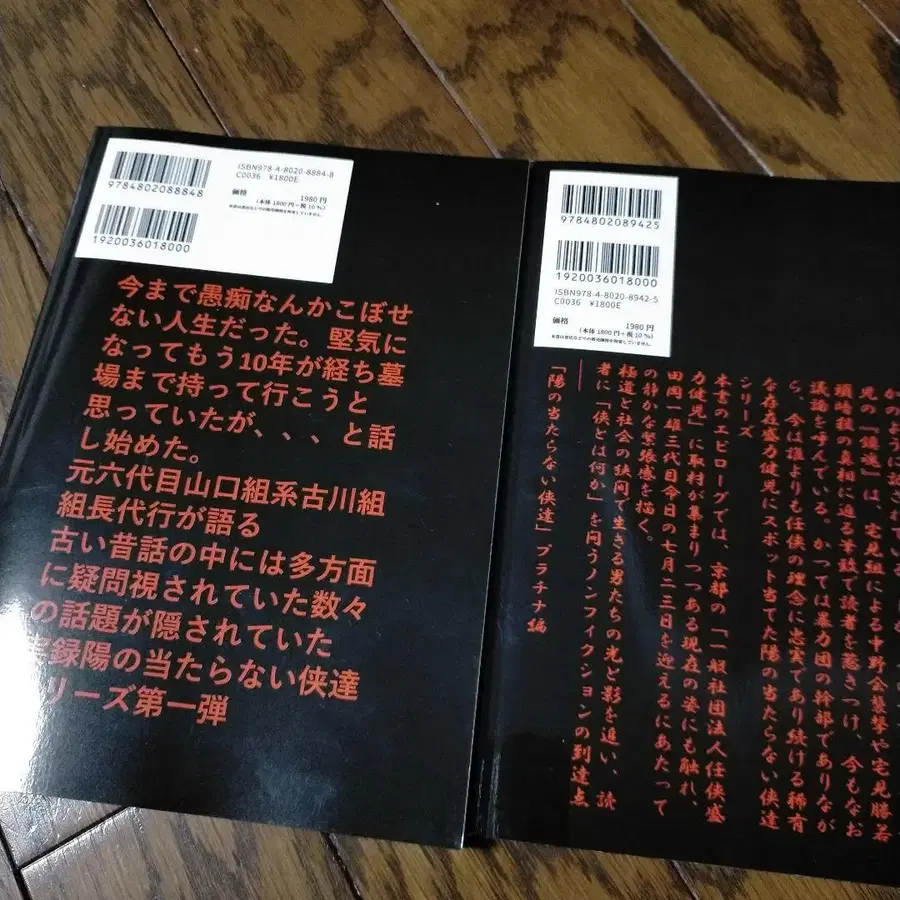 ISBN978-4-8020-8884-8
C0036 ¥1800E
9784802088848
価格 1980円
(本体 1800円+税 10%)
1920036018000
今まで愚痴なんかこぼせ
ない人生だった。堅気に
なってもう10年が経ち墓
場まで持って行こうと
思っていたが、、、と話
し始めた。
元六代目山口組系古川組
組長代行が語る
古い昔話の中には多方面
に疑問視されていた数々
の話題が隠されていた
録陽の当たらない侠達
リーズ第一弾
9784802089425
1920036018000
ISBN978-4-8020-8942-5
C0036 ¥1800E
価格 1980円
(本体 1800円+税 10%)
かのように記されている
児の「鎮魂」は、宅見組による中野会襲撃や宅見勝若
頭暗殺の真相に迫る筆致で読者を惹きつけ、今もなお
議論を呼んでいる。かつては暴力団の幹部でありなが
ら、今は誰よりも任侠の理念に忠実であり続ける稀有
な存在盛力健児にスポット当てた陽の当たらない侠達
シリーズ
本書のエピローグでは、京都の「一般社団法人任侠盛
力健児」に取材が集まりつつある現在の姿にも触れ、
田岡一雄三代目今日の七月二三日を迎えるにあたって
の静かな緊張感を描く。
極道と社会の狭間で生きる男たちの光と影を追い、読
者に「侠とは何か」を問うノンフィクションの到達点
――
「陽の当たらない侠達」プラチナ編